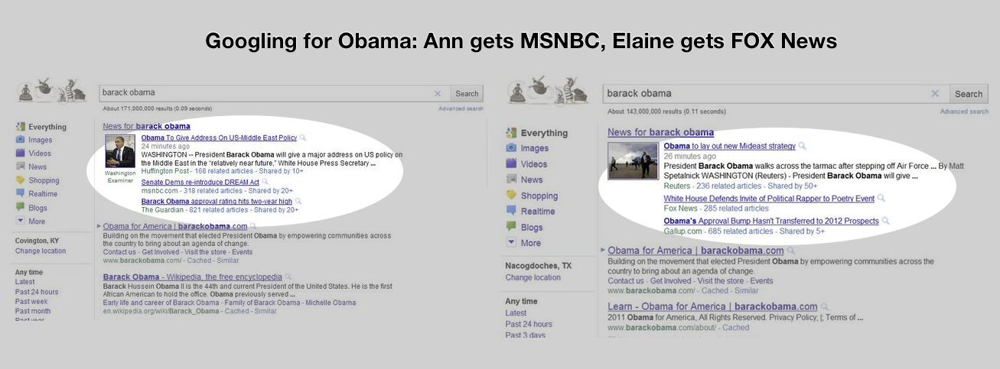 Googling for Obama: Ann gets MSNBC, Elaine gets FOX News
barack obama
Search
About 171,000,000 results (0.09 seconds)
Advanced search
Everything
Images
Videos
News
Shopping
Realtime
Blogs
More
Covington, KY
Change location
Any time
Latest
Past 24 hours
Past week
Past month
Past year
News for barack obama
Obama To Give Address On US-Middle East Policy
24 minutes ago
WASHINGTON -- President Barack Obama will give a major address on US policy on
the Middle East in the "relatively near future," White House Press Secretary ...
Huffington Post - 168 related articles - Shared by 10+
Washington
Examiner
Senate Dems re-introduce DREAM Act
msnbc.com - 318 related articles - Shared by 20+
Barack Obama approval rating hits two-year high
The Guardian - 821 related articles - Shared by 20+
Obama for America | barackobama.com
Building on the movement that elected President Obama by empowering communities across
the country to bring about an agenda of change.
Contact us - Get Involved - Visit the store - Events
www.barackobama.com/ - Cached - Similar
Barack Obama - Wikipedia, the free encyclopedia
Barack Hussein Obama II is the 44th and current President of the United States. He is the first
African American to hold the office. Obama previously served ...
Early life and career of Barack Obama - Family of Barack Obama - Michelle Obama
en.wikipedia.org/wiki/Barack_Obama - Cached - Similar
barack obama
Search
About 143,000,000 results (0.11 seconds)
Advanced search
Everything
Images
Videos
News
Shopping
Realtime
Blogs
More
Nacogdoches, TX
Change location
Any time
Latest
Past 24 hours
Past 3 days
News for barack obama
Obama to lay out new Mideast strategy
26 minutes ago
President Barack Obama walks across the tarmac after stepping off Air Force ... By Matt
Spetalnick WASHINGTON (Reuters) - President Barack Obama will give ...
Reuters - 236 related articles - Shared by 50+
White House Defends Invite of Political Rapper to Poetry Event
Fox News - 285 related articles
Obama's Approval Bump Hasn't Transferred to 2012 Prospects
Gallup.com - 685 related articles - Shared by 5+
Obama for America | barackobama.com
Building on the movement that elected President Obama by empowering communities across the
country to bring about an agenda of change.
Contact us - Get Involved - Visit the store - Events
www.barackobama.com/ - Cached - Similar
Learn - Obama for America | barackobama.com
2011 Obama for America, All Rights Reserved. Privacy Policy; |; Terms of ...
www.barackobama.com/about/ - Cached